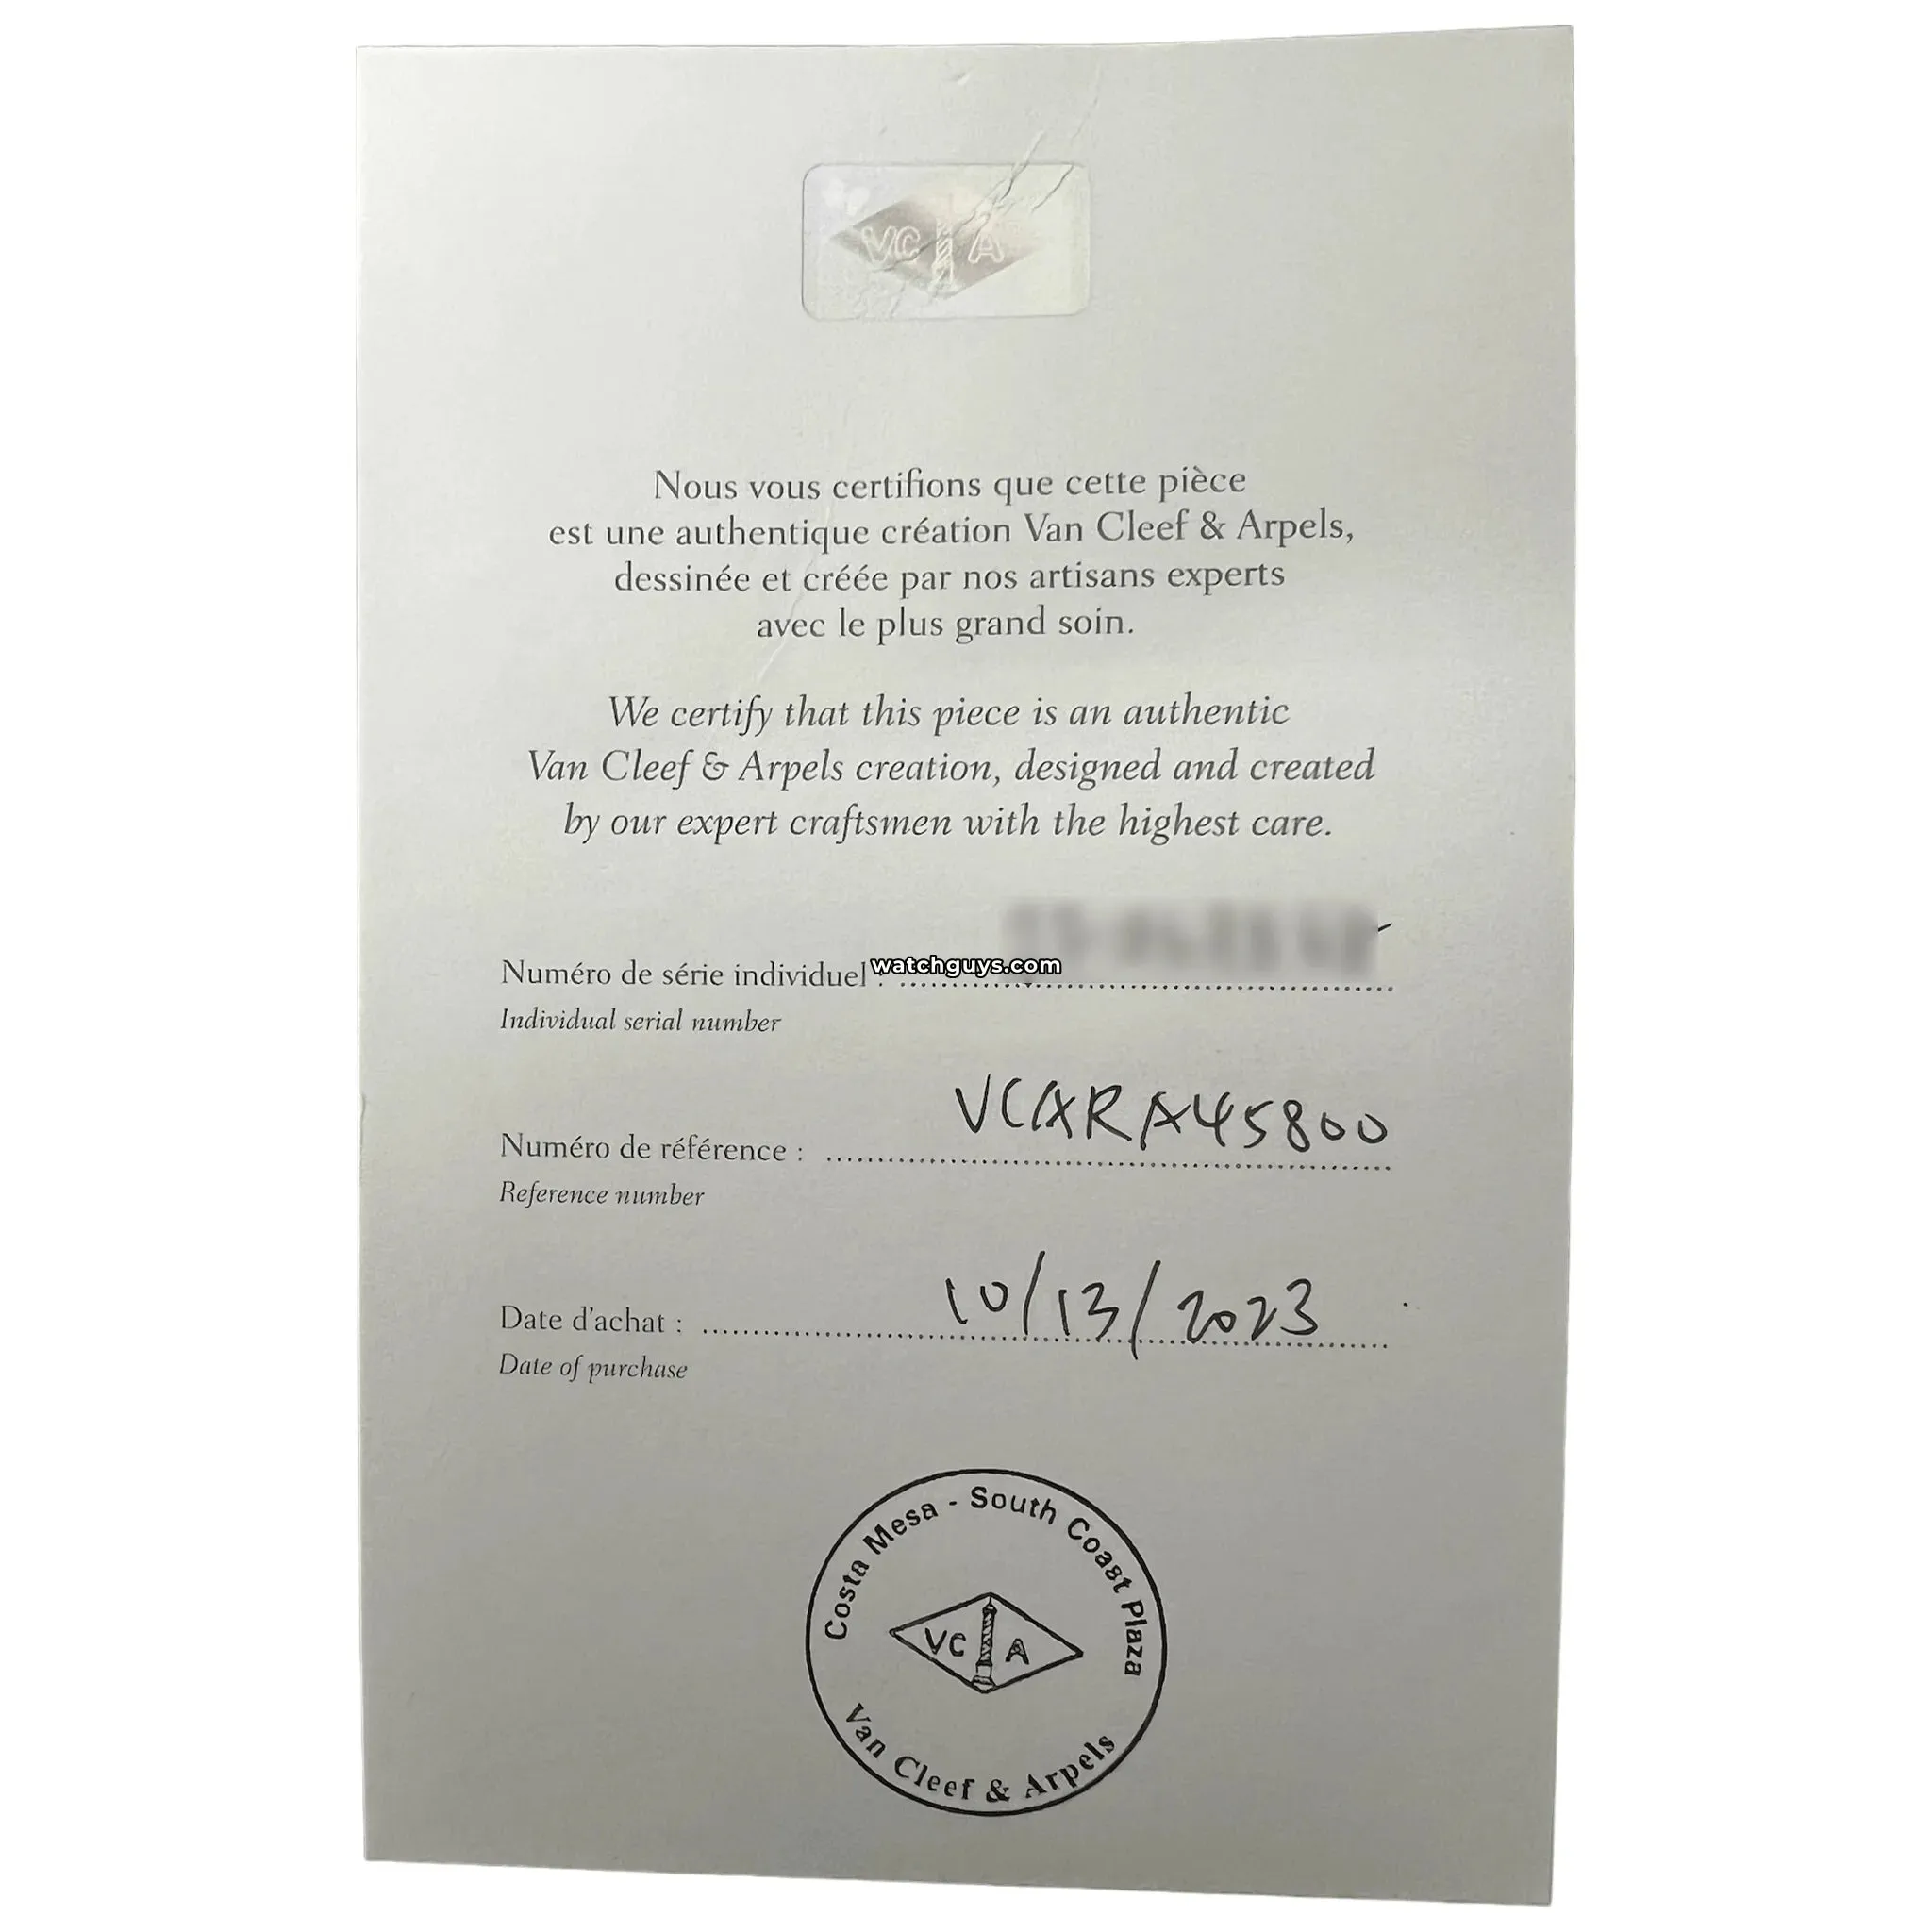 VC A
Nous vous certifions que cette pièce
est une authentique création Van Cleef & Arpels,
dessinée et créée par nos artisans experts
avec le plus grand soin.
We certify that this piece is an authentic
Van Cleef & Arpels creation, designed and created
by our expert craftsmen with the highest care.
Numéro de série individuel :
watchguys.com
Individual serial number
Numéro de référence : VCARA45800
Reference number
Date d'achat : 10/13/2023
Date of purchase
Costa Mesa - South Coast Plaza
VC A
Van Cleef & Arpels